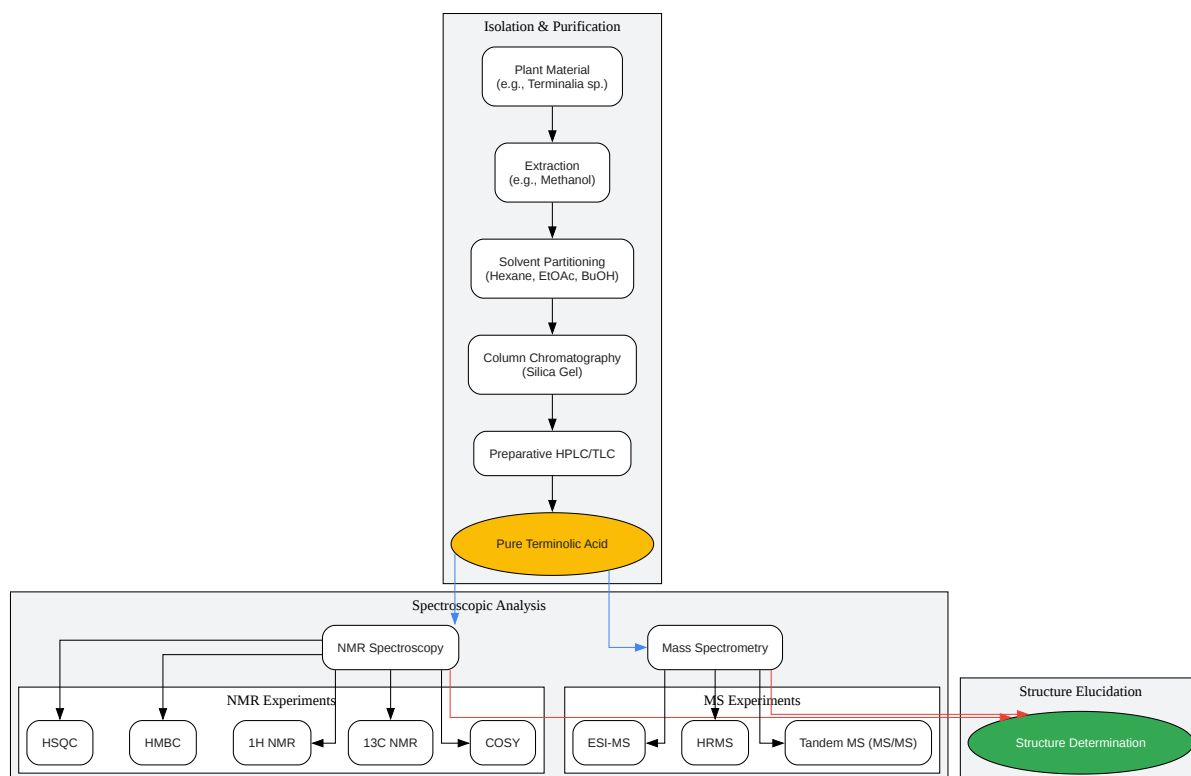 Isolation & Purification
Plant Material
(e.g., Terminalia sp.)
Extraction
(e.g., Methanol)
Solvent Partitioning
(Hexane, EtOAc, BuOH)
Column Chromatography
(Silica Gel)
Preparative HPLC/TLC
Pure Terminolic Acid
Spectroscopic Analysis
NMR Spectroscopy
Mass Spectrometry
NMR Experiments
MS Experiments
Structure Elucidation
HSQC
HMBC
1H NMR
13C NMR
COSY
ESI-MS
HRMS
Tandem MS (MS/MS)
Structure Determination